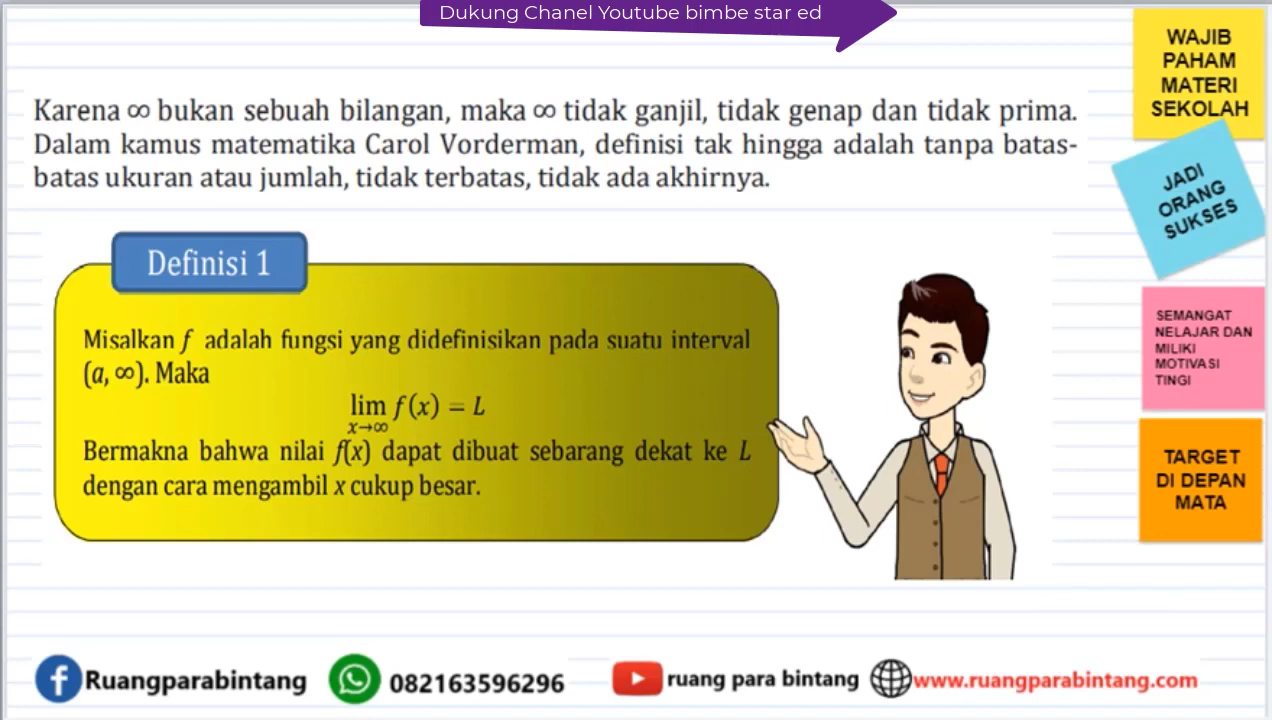 Dukung Chanel Youtube bimbe star ed
Karena ∞ bukan sebuah bilangan, maka ∞ tidak ganjil, tidak genap dan tidak prima.
Dalam kamus matematika Carol Vorderman, definisi tak hingga adalah tanpa batas-
batas ukuran atau jumlah, tidak terbatas, tidak ada akhirnya.
Definisi 1
Misalkan f adalah fungsi yang didefinisikan pada suatu interval
(a, ∞). Maka
lim f(x) = L
x→∞
Bermakna bahwa nilai f(x) dapat dibuat sebarang dekat ke L
dengan cara mengambil x cukup besar.
WAJIB
PAHAM
MATERI
SEKOLAH
JADI
ORANG
SUKSES
SEMANGAT
NELAJAR DAN
MILIKI
MOTIVASI
TINGI
TARGET
DI DEPAN
MATA
Ruangparabintang 082163596296 ruang para bintang www.ruangparabintang.com